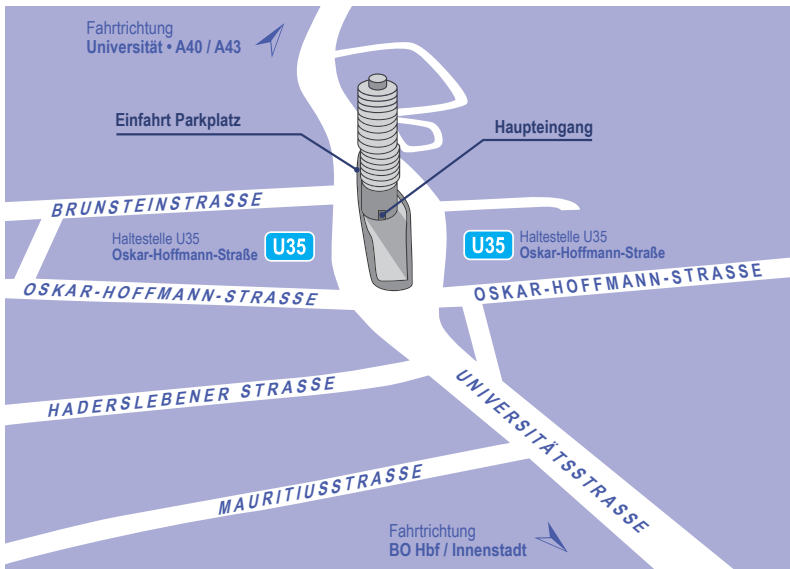 Fahrtrichtung
Universität • A40 / A43
Einfahrt Parkplatz
Haupteingang
BRUNSTEINSTRASSE
Haltestelle U35
Oskar-Hoffmann-Straße
U35
U35
Haltestelle U35
Oskar-Hoffmann-Straße
OSKAR-HOFFMANN-STRASSE
OSKAR-HOFFMANN-STRASSE
HADERSLEBENER STRASSE
UNIVERSITÄTSSTRASSE
MAURITIUSSTRASSE
Fahrtrichtung
BO Hbf / Innenstadt